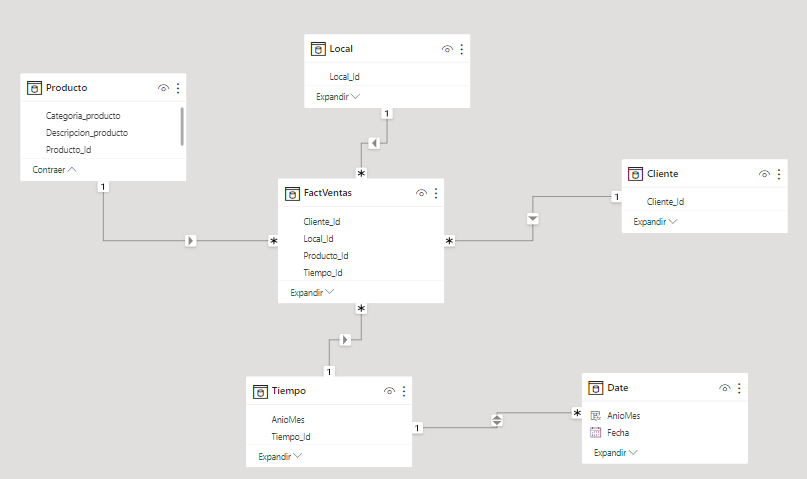 Local
Local_Id
Expandir
Producto
Categoria_producto
Descripcion_producto
Producto_Id
Contraer
1
1
*
Cliente
Cliente_Id
Expandir
1
FactVentas
Cliente_Id
Local_Id
Producto_Id
Tiempo_Id
Expandir
*
*
*
1
Tiempo
AnioMes
Tiempo_Id
Expandir
1
*
Date
AnioMes
Fecha
Expandir